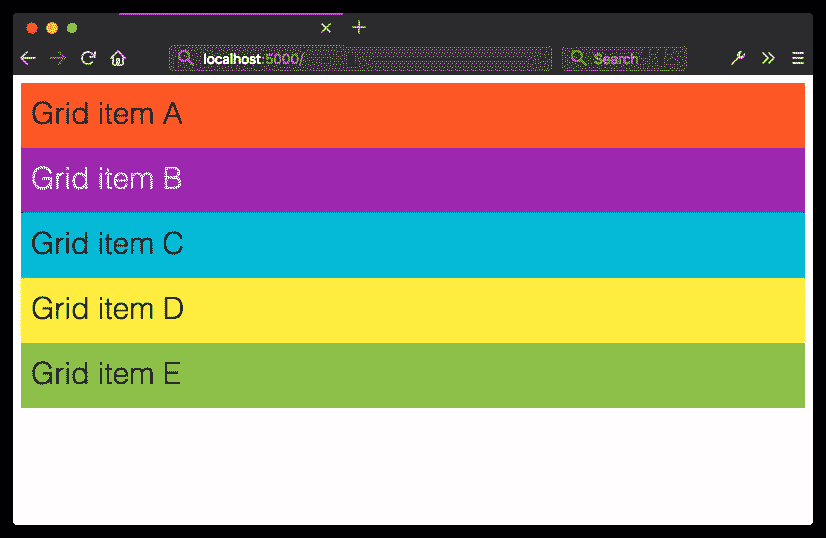 localhost:5000/
Search
Grid item A
Grid item B
Grid item C
Grid item D
Grid item E